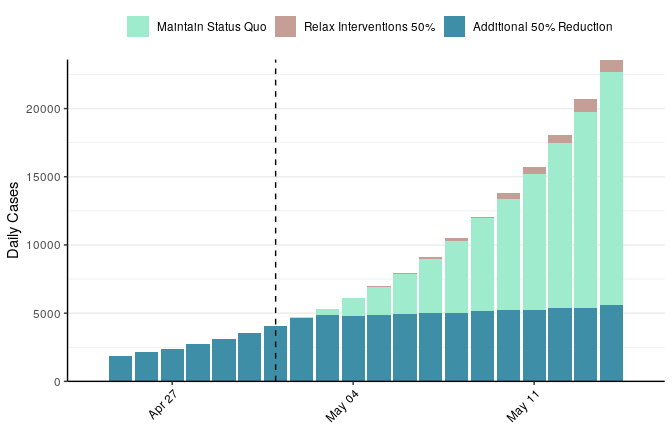 Maintain Status Quo Relax Interventions 50% Additional 50% Reduction
Daily Cases
20000
15000
10000
5000
0
Apr 27 May 04 May 11